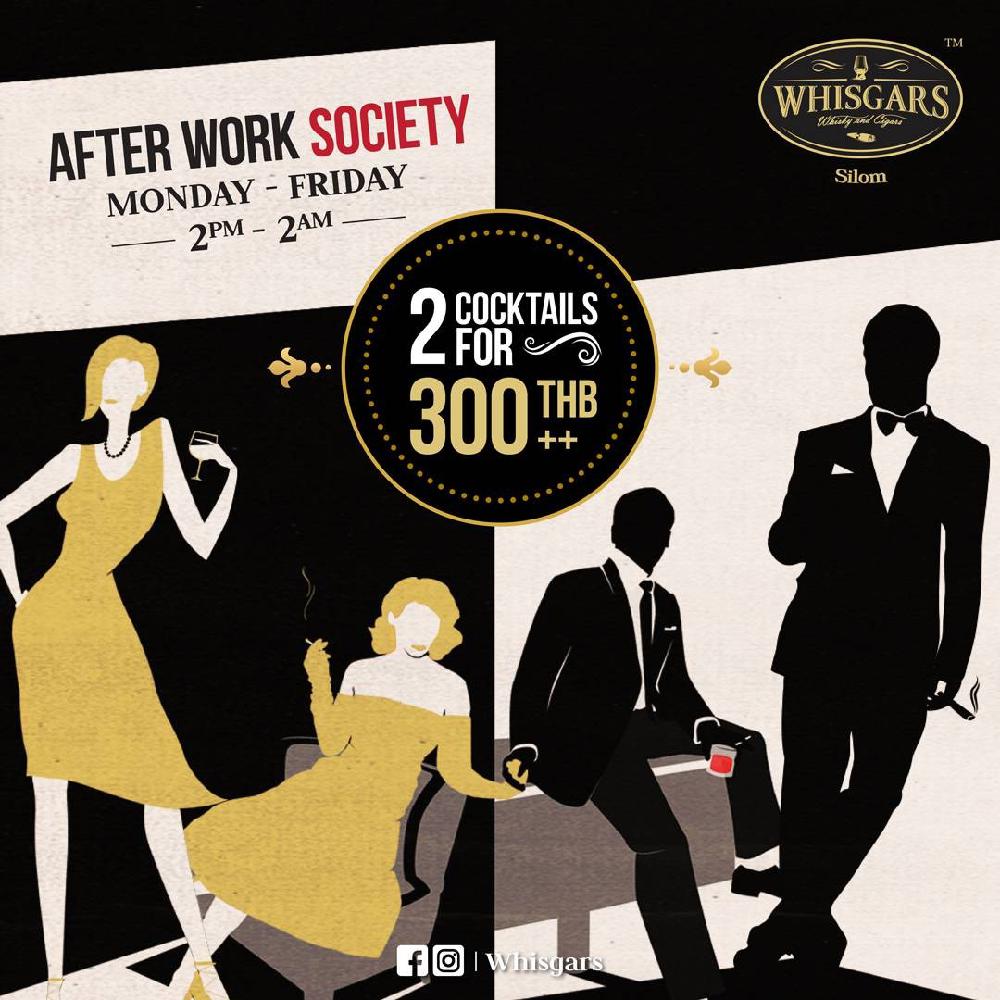 AFTER WORK SOCIETY
MONDAY - FRIDAY
2PM - 2AM
WHISGARS
TM
Whisky and Cigars
Silom
2 COCKTAILS
FOR
300 THB
++
| Whisgars